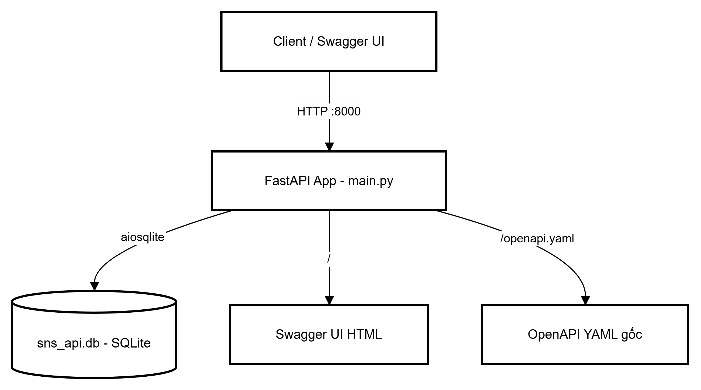 Client / Swagger UI
HTTP :8000
FastAPI App - main.py
aiosqlite
/
/openapi.yaml
sns_api.db - SQLite
Swagger UI HTML
OpenAPI YAML gốc